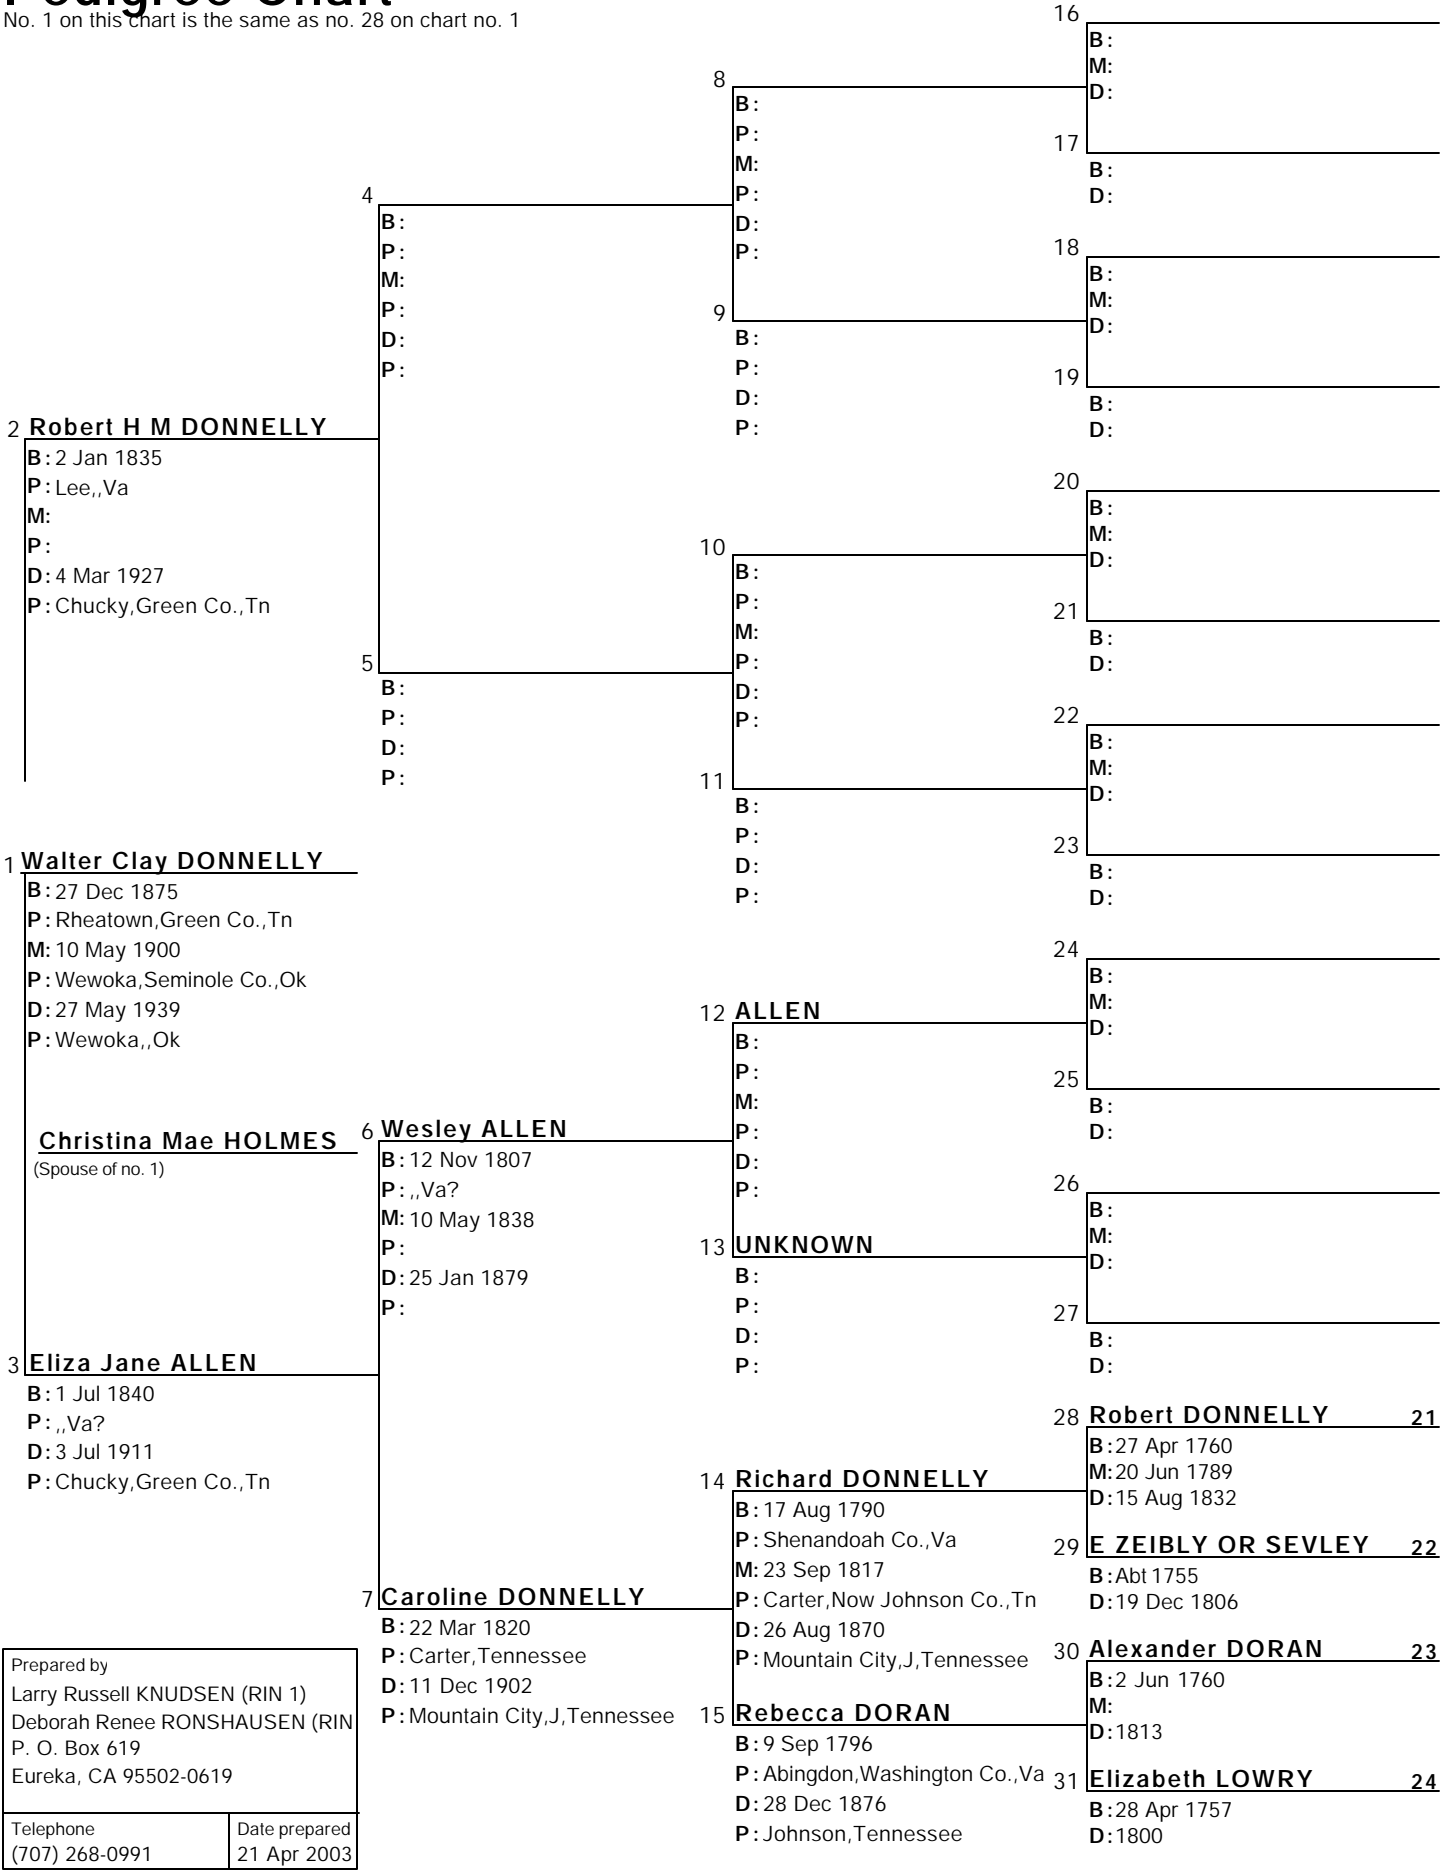 Pedigree Chart
No. 1 on this chart is the same as no. 28 on chart no. 1
2 Robert H M DONNELLY
B: 2 Jan 1835
P: Lee,,Va
M:
P:
D: 4 Mar 1927
P: Chucky,Green Co.,Tn
1 Walter Clay DONNELLY
B: 27 Dec 1875
P: Rheatown,Green Co.,Tn
M: 10 May 1900
P: Wewoka,Seminole Co.,Ok
D: 27 May 1939
P: Wewoka,,Ok
Christina Mae HOLMES
(Spouse of no. 1)
3 Eliza Jane ALLEN
B: 1 Jul 1840
P: ,,Va?
D: 3 Jul 1911
P: Chucky,Green Co.,Tn
Prepared by
Larry Russell KNUDSEN (RIN 1)
Deborah Renee RONSHAUSEN (RIN
P. O. Box 619
Eureka, CA 95502-0619
Telephone
(707) 268-0991
Date prepared
21 Apr 2003
4
B:
P:
M:
P:
D:
P:
5
B:
P:
D:
P:
6 Wesley ALLEN
B: 12 Nov 1807
P: ,,Va?
M: 10 May 1838
P:
D: 25 Jan 1879
P:
7 Caroline DONNELLY
B: 22 Mar 1820
P: Carter,Tennessee
D: 11 Dec 1902
P: Mountain City,J,Tennessee
8
B:
P:
M:
P:
D:
P:
9
B:
P:
D:
P:
10
B:
P:
M:
P:
D:
P:
11
B:
P:
D:
P:
12 ALLEN
B:
P:
M:
P:
D:
P:
13 UNKNOWN
B:
P:
D:
P:
14 Richard DONNELLY
B: 17 Aug 1790
P: Shenandoah Co.,Va
M: 23 Sep 1817
P: Carter,Now Johnson Co.,Tn
D: 26 Aug 1870
P: Mountain City,J,Tennessee
15 Rebecca DORAN
B: 9 Sep 1796
P: Abingdon,Washington Co.,Va
D: 28 Dec 1876
P: Johnson,Tennessee
16
B:
M:
D:
17
B:
D:
18
B:
M:
D:
19
B:
D:
20
B:
M:
D:
21
B:
D:
22
B:
M:
D:
23
B:
D:
24
B:
M:
D:
25
B:
D:
26
B:
M:
D:
27
B:
D:
28 Robert DONNELLY 21
B: 27 Apr 1760
M: 20 Jun 1789
D: 15 Aug 1832
29 E ZEIBLY OR SEVLEY 22
B: Abt 1755
D: 19 Dec 1806
30 Alexander DORAN 23
B: 2 Jun 1760
M:
D: 1813
31 Elizabeth LOWRY 24
B: 28 Apr 1757
D: 1800